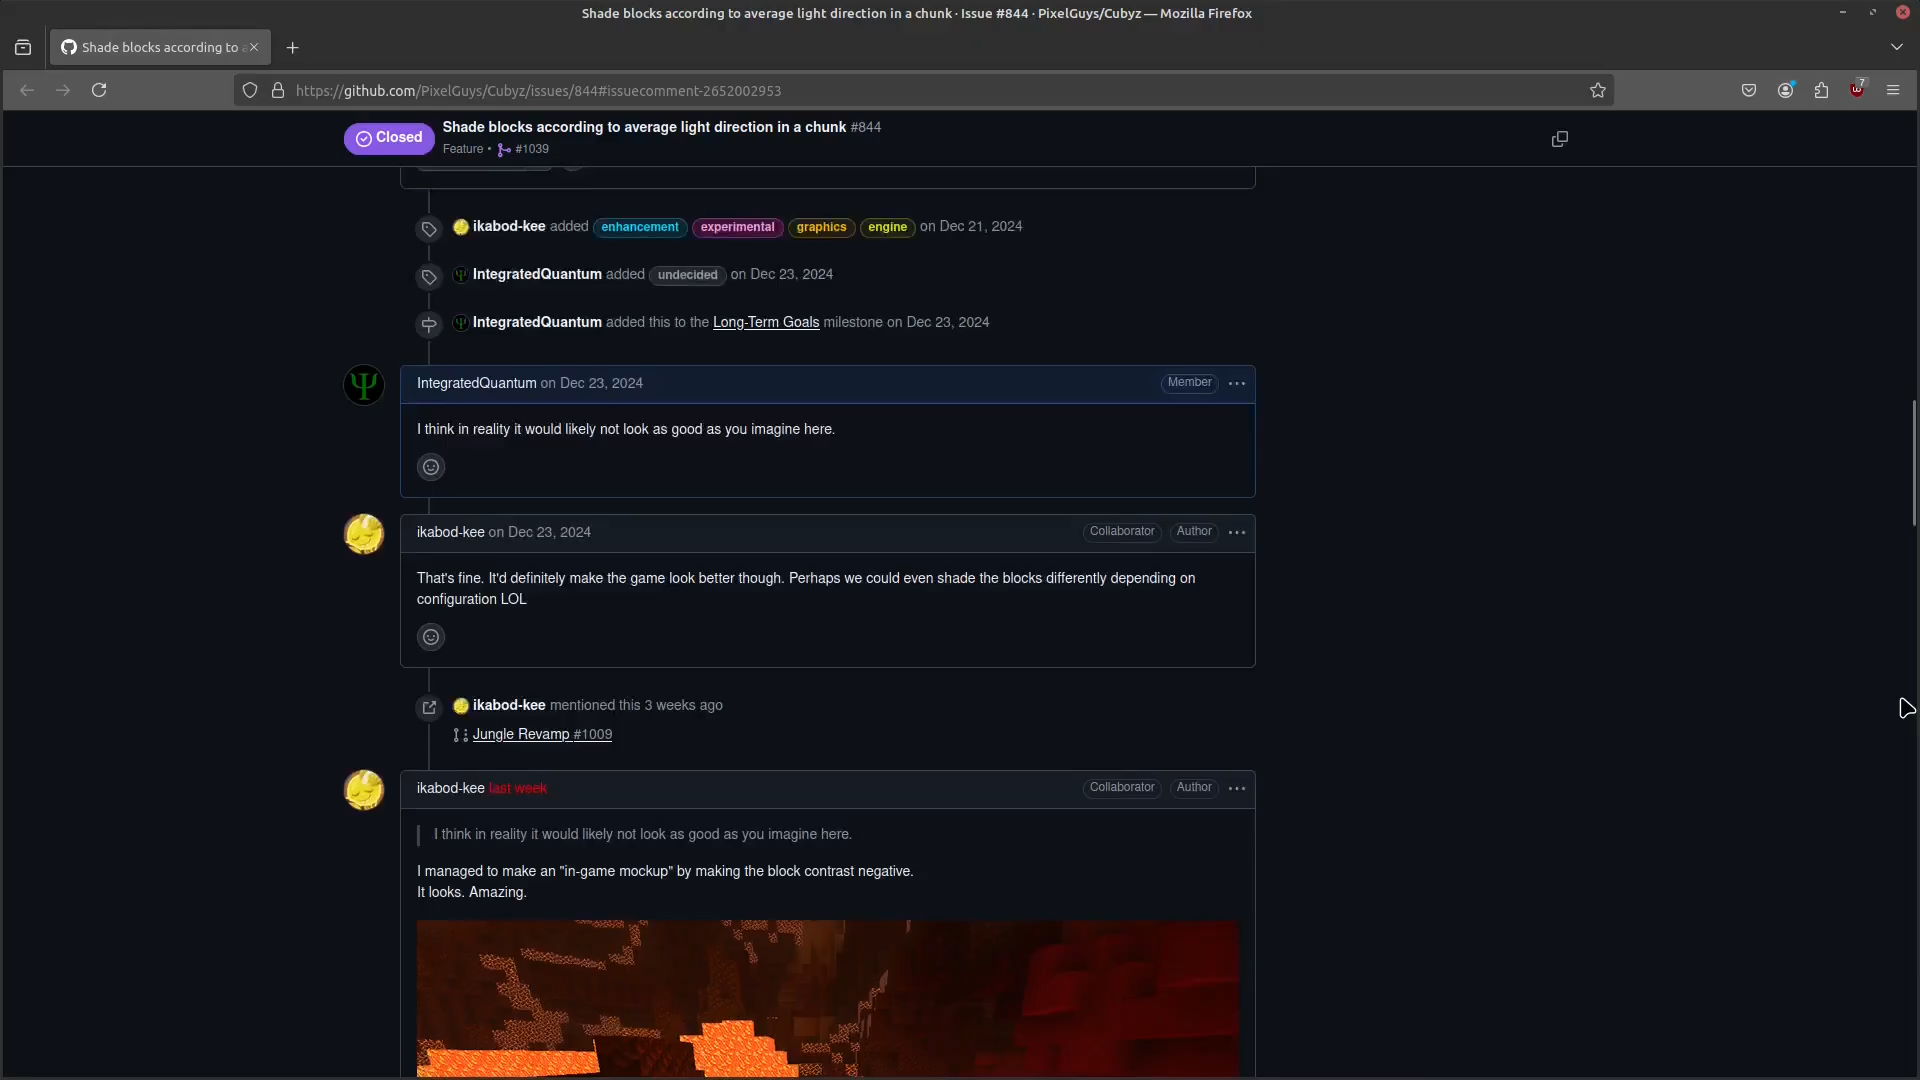 Shade blocks according to average light direction in a chunk · Issue #844 · PixelGuys/Cubyz — Mozilla Firefox
Shade blocks according to a
https://github.com/PixelGuys/Cubyz/issues/844#issuecomment-2652002953
7
Closed
Shade blocks according to average light direction in a chunk #844
Feature • #1039
ikabod-kee added enhancement experimental graphics engine on Dec 21, 2024
IntegratedQuantum added undecided on Dec 23, 2024
IntegratedQuantum added this to the Long-Term Goals milestone on Dec 23, 2024
IntegratedQuantum on Dec 23, 2024 Member
I think in reality it would likely not look as good as you imagine here.
ikabod-kee on Dec 23, 2024 Collaborator Author
That's fine. It'd definitely make the game look better though. Perhaps we could even shade the blocks differently depending on
configuration LOL
ikabod-kee mentioned this 3 weeks ago
Jungle Revamp #1009
ikabod-kee last week Collaborator Author
I think in reality it would likely not look as good as you imagine here.
I managed to make an "in-game mockup" by making the block contrast negative.
It looks. Amazing.